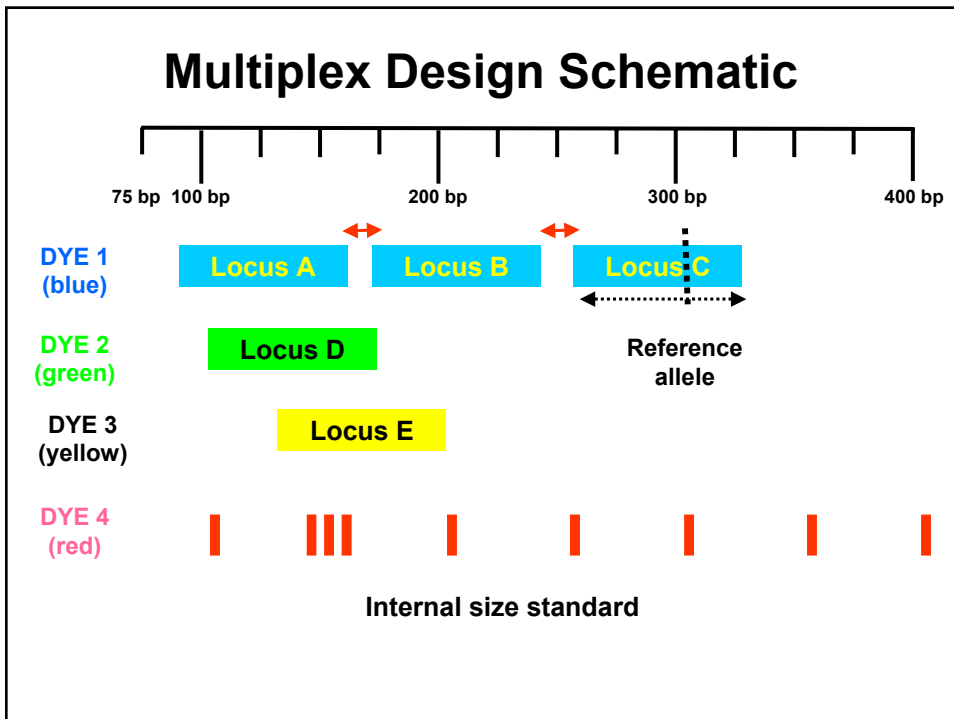 Multiplex Design Schematic
75 bp 100 bp 200 bp 300 bp 400 bp
DYE 1
(blue)
Locus A Locus B Locus C
DYE 2
(green)
Locus D
Reference
allele
DYE 3
(yellow)
Locus E
DYE 4
(red)
Internal size standard